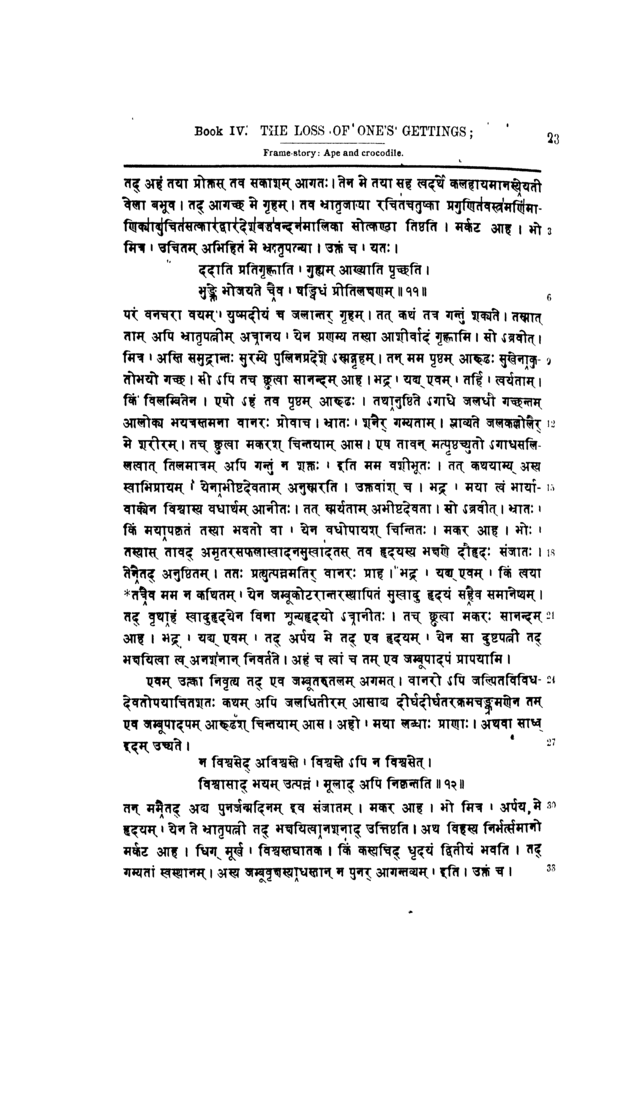 Book IV. THE LOSS OF ONE'S GETTINGS;
23
Frame-story: Ape and crocodile.
तद् अहं तया प्रोक्तस् तव सकाशम् आगतः। तेन मे तया सह त्वदर्थे कलहायमानस्येयती
वेला बभूव। तद् आगच्छ मे गृहम्। तव भ्रातृजाया रचितचतुष्का प्रगुणितवस्त्रमणिमा-
णिक्याद्युचितसत्कारद्वारदेशबद्धवन्दनमालिका सोत्कण्ठा तिष्ठति। मर्कट आह। भो 3
मित्र। उचितम् अभिहितं मे भ्रातृपत्न्या। उक्तं च। यतः।
ददाति प्रतिगृह्णाति। गुह्यम् आख्याति पृच्छति।
भुङ्क्ते भोजयते चैव। षड्विधं प्रीतिलक्षणम्॥११॥ 6
परं वनचरा वयम्। युष्मदीयं च जलान्तर् गृहम्। तत् कथं तत्र गन्तुं शक्यते। तस्मात्
ताम् अपि भ्रातृपत्नीम् अत्रानय। येन प्रणम्य तस्या आशीर्वादं गृह्णामि। सो ऽब्रवीत्।
मित्र। अस्ति समुद्रान्तः सुरम्ये पुलिनप्रदेशे ऽस्मद्गृहम्। तन् मम पृष्ठम् आरूढः सुखेनाकु- 9
तोभयो गच्छ। सो ऽपि तच् छ्रुत्वा सानन्दम् आह। भद्र। यद्य् एवम्। तर्हि। त्वर्यताम्।
किं विलम्बितेन। एषो ऽहं तव पृष्ठम् आरूढः। तथानुष्ठिते ऽगाधे जलधौ गच्छन्तम्
आलोक्य भयत्रस्तमना वानरः प्रोवाच। भ्रातः। शनैर् गम्यताम्। प्लाव्यते जलकल्लोलैर् 12
मे शरीरम्। तच् छ्रुत्वा मकरश् चिन्तयाम् आस। एष तावन् मत्पृष्ठच्युतो ऽगाधसलि-
लत्वात् तिलमात्रम् अपि गन्तुं न शक्तः। इति मम वशीभूतः। तत् कथयाम्य् अस्य
स्वाभिप्रायम्। येनाभीष्टदेवताम् अनुस्मरति। उक्तवांश् च। भद्र। मया त्वं भार्या- 15
वाक्येन विश्वास्य वधार्थम् आनीतः। तत् स्मर्यताम् अभीष्टदेवता। सो ऽब्रवीत्। भ्रातः।
किं मयापकृतं तस्या भवतो वा। येन वधोपायश् चिन्तितः। मकर आह। भोः।
तस्यास् तावद् अमृतरसफलास्वादनसुस्वादुतस् तव हृदयस्य भक्षणे दौहृदः संजातः। 18
तेनैतद् अनुष्ठितम्। ततः प्रत्युत्पन्नमतिर् वानरः प्राह। भद्र। यद्य् एवम्। किं त्वया
*तत्रैव मम न कथितम्। येन जम्बूकोटरान्तरस्थापितं सुस्वादु हृदयं सहैव समानेष्यम्।
तद् वृथाहं स्वादुहृदयेन विना शून्यहृदयो ऽत्रानीतः। तच् छ्रुत्वा मकरः सानन्दम् 21
आह। भद्र। यद्य् एवम्। तद् अर्पय मे तद् एव हृदयम्। येन सा दुष्टपत्नी तद्
भक्षयित्वा त्व् अनशनान् निवर्तते। अहं च त्वां च तम् एव जम्बूपादपं प्रापयामि।
एवम् उक्त्वा निवृत्य तद् एव जम्बूतरुतलम् अगमत्। वानरो ऽपि जल्पितविविध- 24
देवतोपयाचितशतः कथम् अपि जलधितीरम् आसाद्य दीर्घदीर्घतरक्रमचङ्क्रमणेन तम्
एव जम्बूपादपम् आरूढश् चिन्तयाम् आस। अहो। मया लब्धाः प्राणाः। अथवा साध्व्
इदम् उच्यते। 27
न विश्वसेद् अविश्वस्ते। विश्वस्ते ऽपि न विश्वसेत्।
विश्वासाद् भयम् उत्पन्नं। मूलाद् अपि निकृन्तति॥१२॥
तन् ममैतद् अद्य पुनर्जन्मदिनम् इव संजातम्। मकर आह। भो मित्र। अर्पय मे 30
हृदयम्। येन ते भ्रातृपत्नी तद् भक्षयित्वानशनाद् उत्तिष्ठति। अथ विहस्य निर्भर्त्समानो
मर्कट आह। धिग् मूर्ख। विश्वस्तघातक। किं कस्यचिद् धृदयं द्वितीयं भवति। तद्
गम्यतां स्वस्थानम्। अस्य जम्बूवृक्षस्याधस्तान् न पुनर् आगन्तव्यम्। इति। उक्तं च। 33